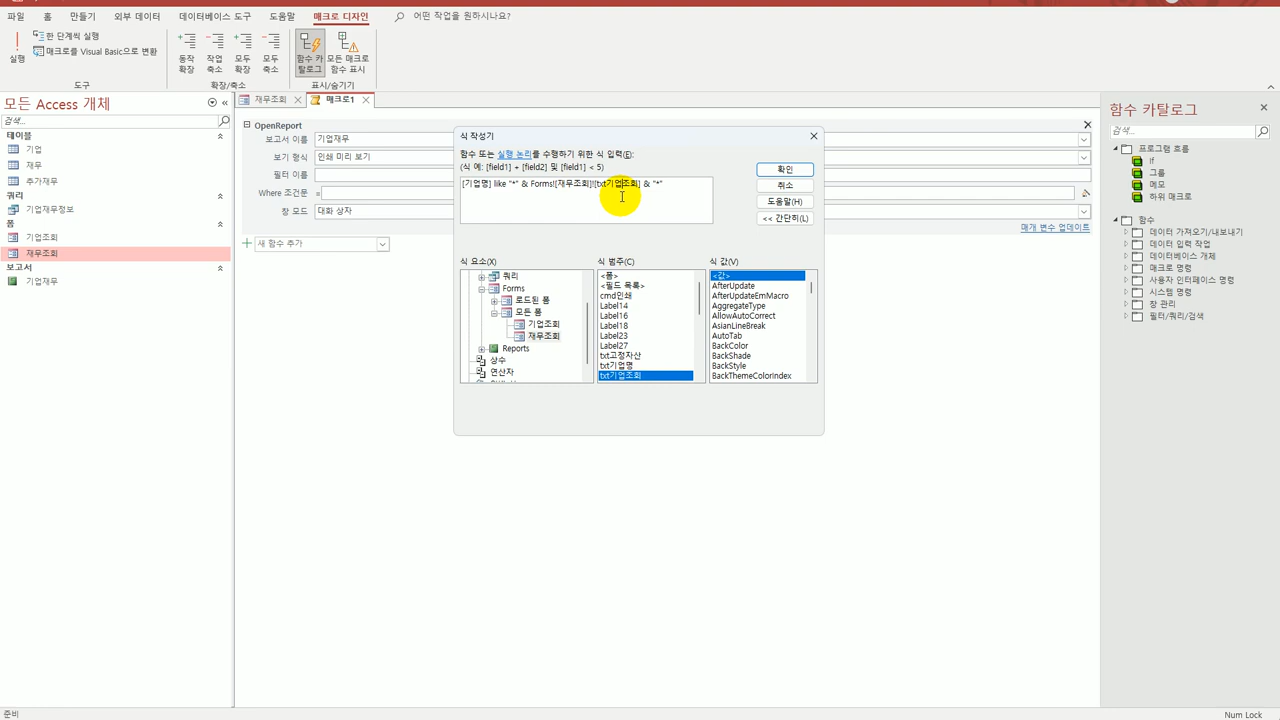 파일 홈 만들기 외부 데이터 데이터베이스 도구 도움말 매크로 디자인 어떤 작업을 원하시나요?
실행
한 단계씩 실행
매크로를 Visual Basic으로 변환
도구
동작 확장
작업 축소
모두 확장
모두 축소
확장/축소
함수 카탈로그
모든 매크로 함수 표시
표시/숨기기
모든 Access 개체
검색...
테이블
기업
재무
추가재무
쿼리
기업재무정보
폼
기업조회
재무조회
보고서
기업재무
재무조회 매크로1
OpenReport
보고서 이름 기업재무
보기 형식 인쇄 미리 보기
필터 이름
Where 조건문 =
창 모드 대화 상자
매개 변수 업데이트
새 함수 추가
식 작성기
함수 또는 실행 논리를 수행하기 위한 식 입력(E):
(식 예: [field1] + [field2] 및 [field1] < 5)
[기업명] like "*" & Forms![재무조회]![txt기업조회] & "*"
확인
취소
도움말(H)
<< 간단히(L)
식 요소(X)
쿼리
Forms
로드된 폼
모든 폼
기업조회
재무조회
Reports
상수
연산자
식 범주(C)
<폼>
<필드 목록>
cmd인쇄
Label14
Label16
Label18
Label23
Label27
txt고정자산
txt기업명
txt기업조회
식 값(V)
<값>
AfterUpdate
AfterUpdateEmMacro
AggregateType
AllowAutoCorrect
AsianLineBreak
AutoTab
BackColor
BackShade
BackStyle
BackThemeColorIndex
함수 카탈로그
검색...
프로그램 흐름
If
그룹
메모
하위 매크로
함수
데이터 가져오기/내보내기
데이터 입력 작업
데이터베이스 개체
매크로 명령
사용자 인터페이스 명령
시스템 명령
창 관리
필터/쿼리/검색
준비
Num Lock